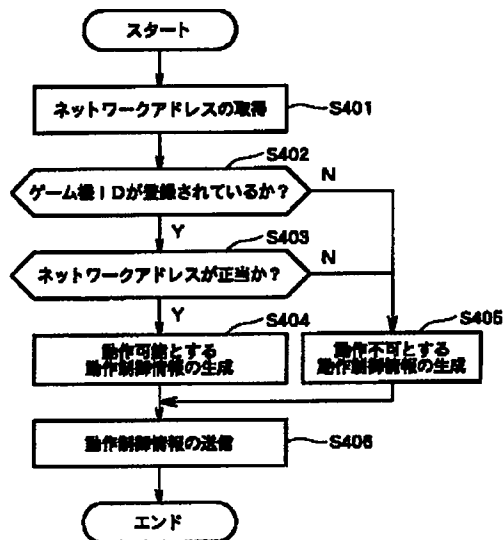 スタート
ネットワークアドレスの取得
S401
S402
ゲーム機IDが登録されているか?
N
Y
S403
ネットワークアドレスが正当か?
N
Y
S404
動作可能とする
動作制御情報の生成
S405
動作不可とする
動作制御情報の生成
動作制御情報の送信
S406
エンド